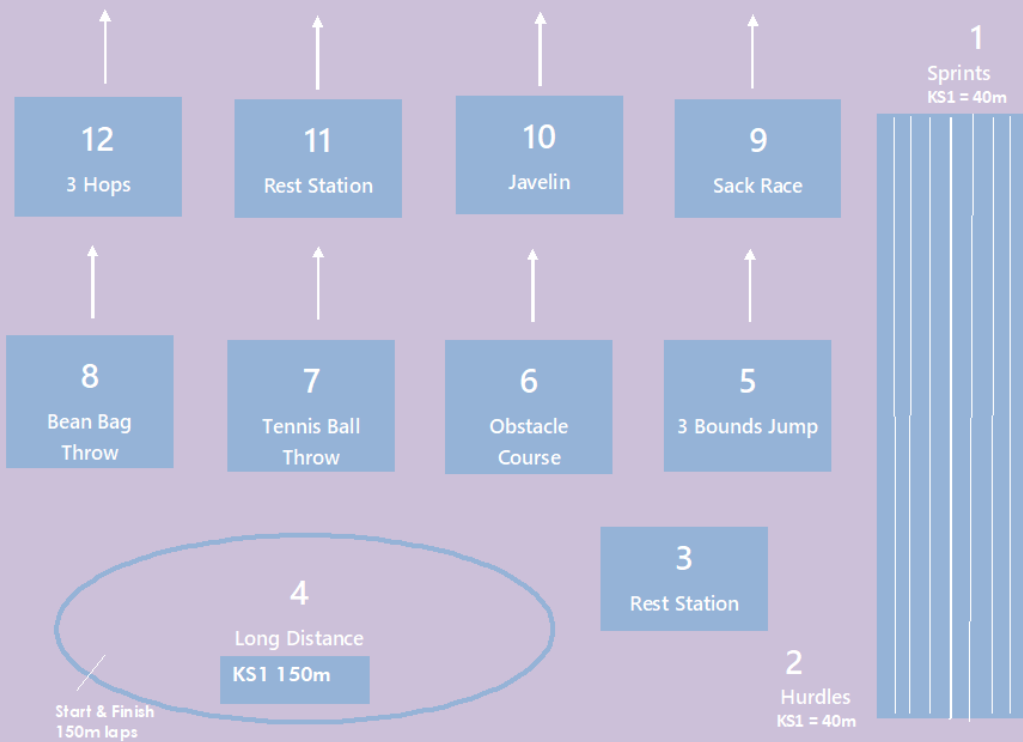 1
Sprints
KS1 = 40m
12
3 Hops
11
Rest Station
10
Javelin
9
Sack Race
8
Bean Bag
Throw
7
Tennis Ball
Throw
6
Obstacle
Course
5
3 Bounds Jump
3
Rest Station
4
Long Distance
KS1 150m
Start & Finish
150m laps
2
Hurdles
KS1 = 40m